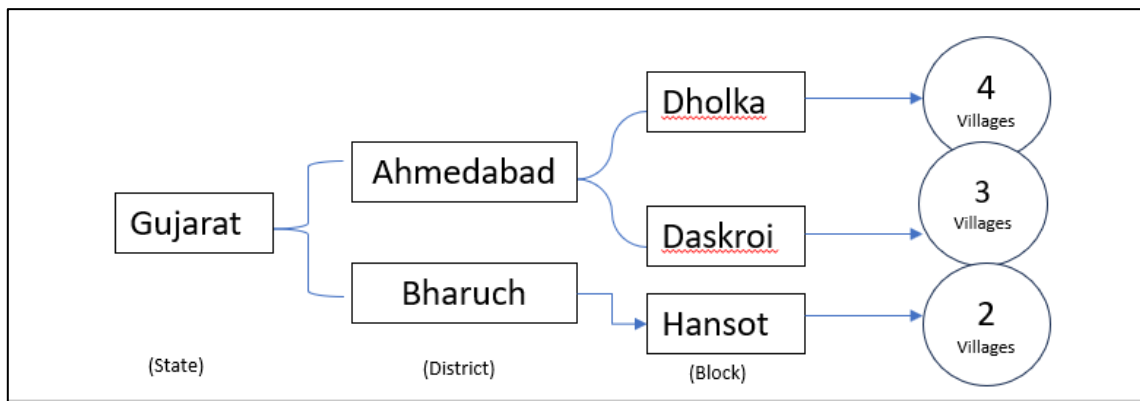 Gujarat
(State)
Ahmedabad
Bharuch
(District)
Dholka
Daskroi
Hansot
(Block)
4
Villages
3
Villages
2
Villages